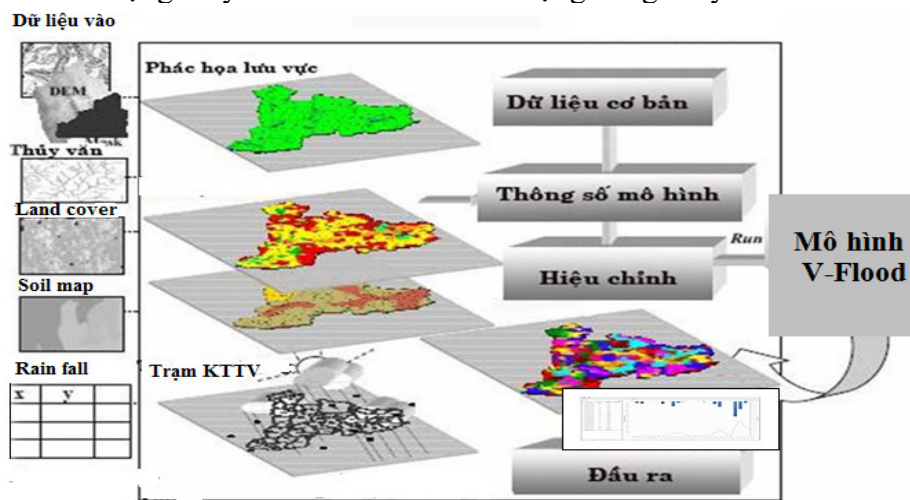 Dữ liệu vào
DEM
Mask
Thủy văn
Land cover
Soil map
Rain fall
x y
Phác họa lưu vực
Trạm KTTV
Dữ liệu cơ bản
Thông số mô hình
Hiệu chỉnh
Run
Mô hình
V-Flood
Đầu ra